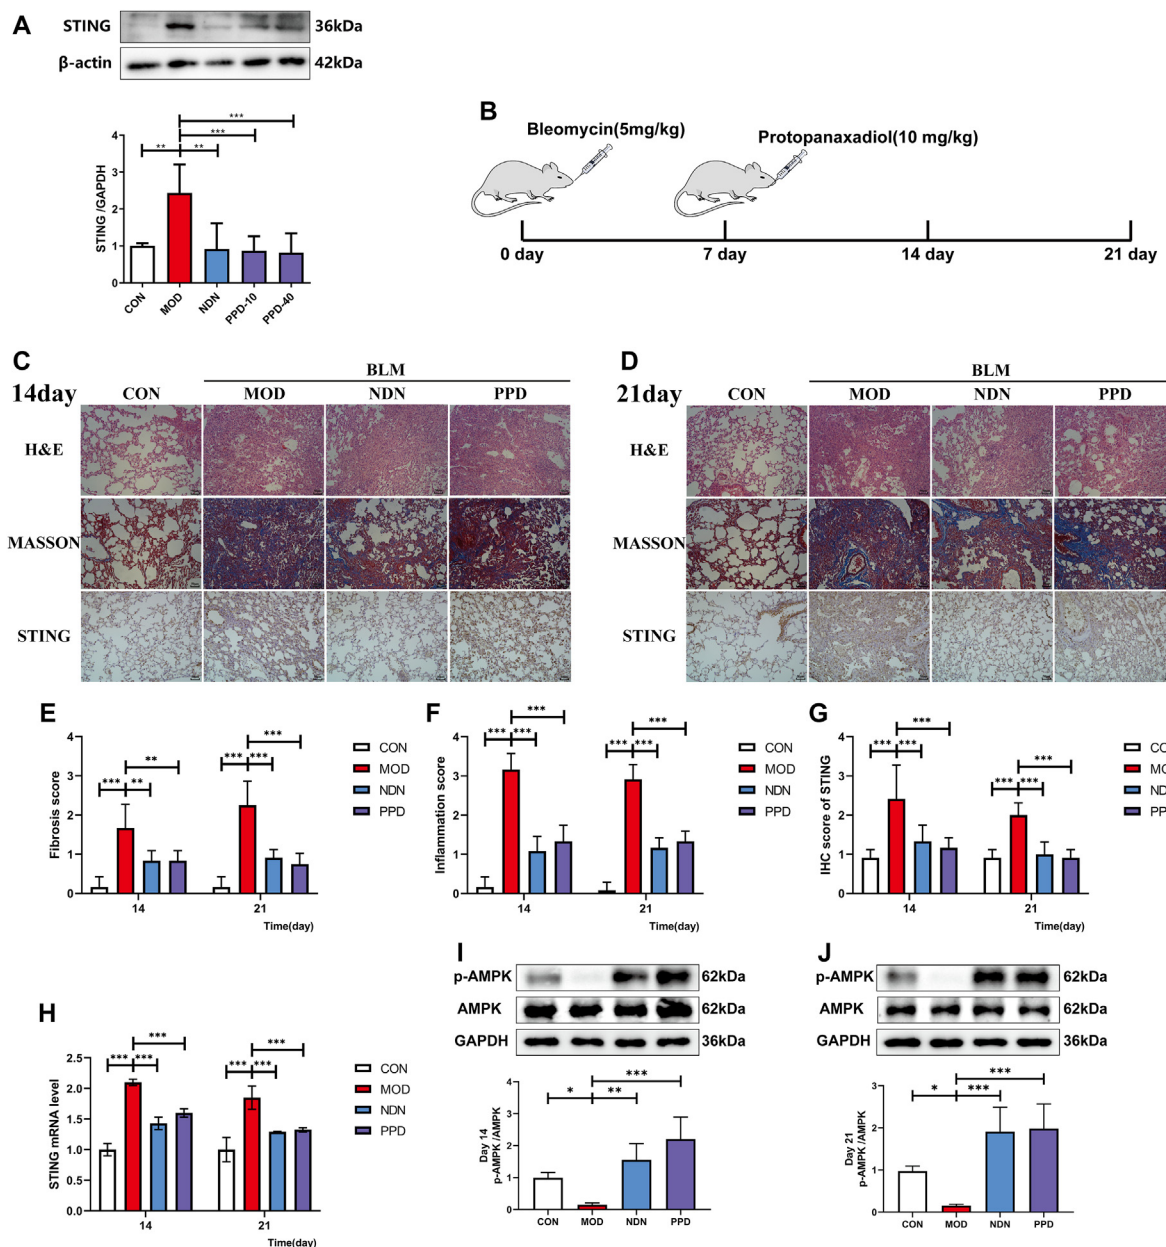 A
STING
36kDa
β-actin
42kDa
***
***
** **
STING /GAPDH
4
3
2
1
0
CON
MOD
NDN
PPD-10
PPD-40
B
Bleomycin(5mg/kg)
Protopanaxadiol(10 mg/kg)
0 day
7 day
14 day
21 day
C
14day
BLM
CON
MOD
NDN
PPD
H&E
MASSON
STING
D
21day
BLM
CON
MOD
NDN
PPD
H&E
MASSON
STING
E
Fibrosis score
4
3
2
1
0
**
*** **
***
*** ***
14
21
Time(day)
CON
MOD
NDN
PPD
F
Inflammation score
4
3
2
1
0
***
*** ***
***
*** ***
14
21
Time(day)
CON
MOD
NDN
PPD
G
IHC score of STING
4
3
2
1
0
***
*** ***
***
*** ***
14
21
Time(day)
CO
MO
ND
PP
H
STING mRNA level
2.5
2.0
1.5
1.0
0.5
0.0
***
*** ***
***
*** ***
14
21
Time(day)
CON
MOD
NDN
PPD
I
p-AMPK
62kDa
AMPK
62kDa
GAPDH
36kDa
Day 14
p-AMPK /AMPK
4
3
2
1
0
***
* **
CON
MOD
NDN
PPD
J
p-AMPK
62kDa
AMPK
62kDa
GAPDH
36kDa
Day 21
p-AMPK /AMPK
3
2
1
0
***
* ***
CON
MOD
NDN
PPD